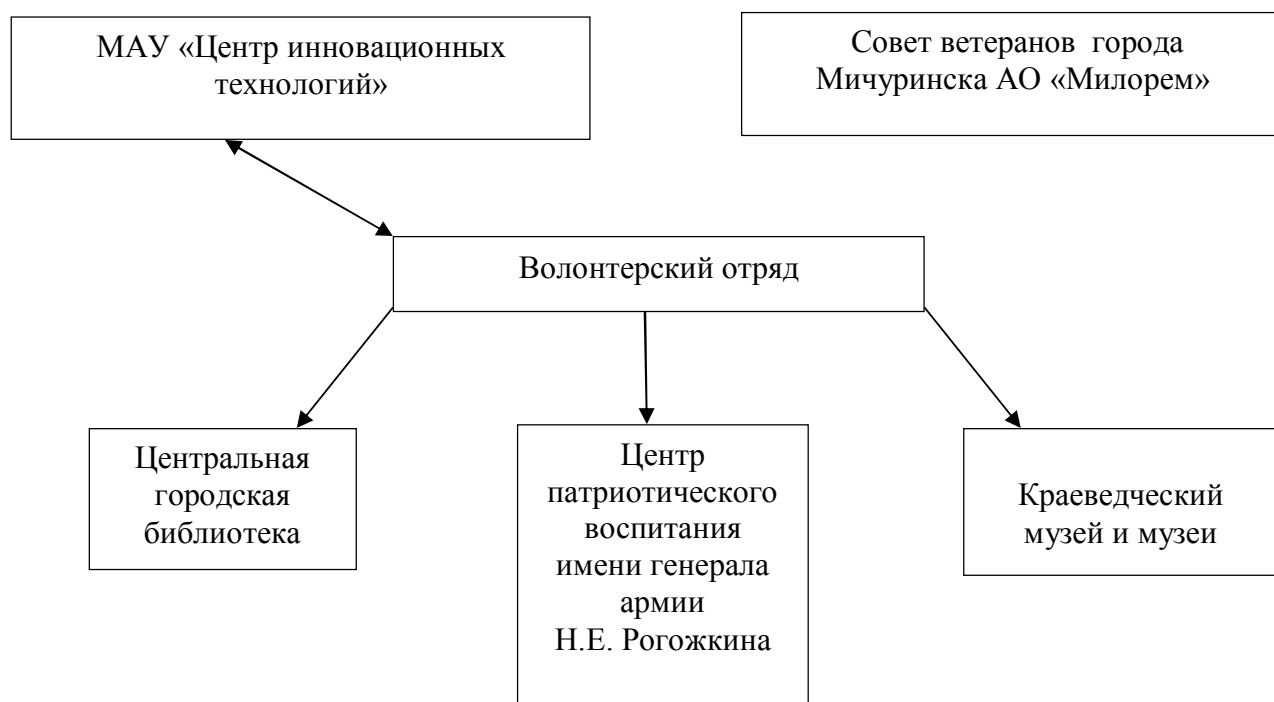 МАУ «Центр инновационных
технологий»
Совет ветеранов города
Мичуринска АО «Милорем»
Волонтерский отряд
Центральная
городская
библиотека
Центр
патриотического
воспитания
имени генерала
армии
Н.Е. Рогожкина
Краеведческий
музей и музеи